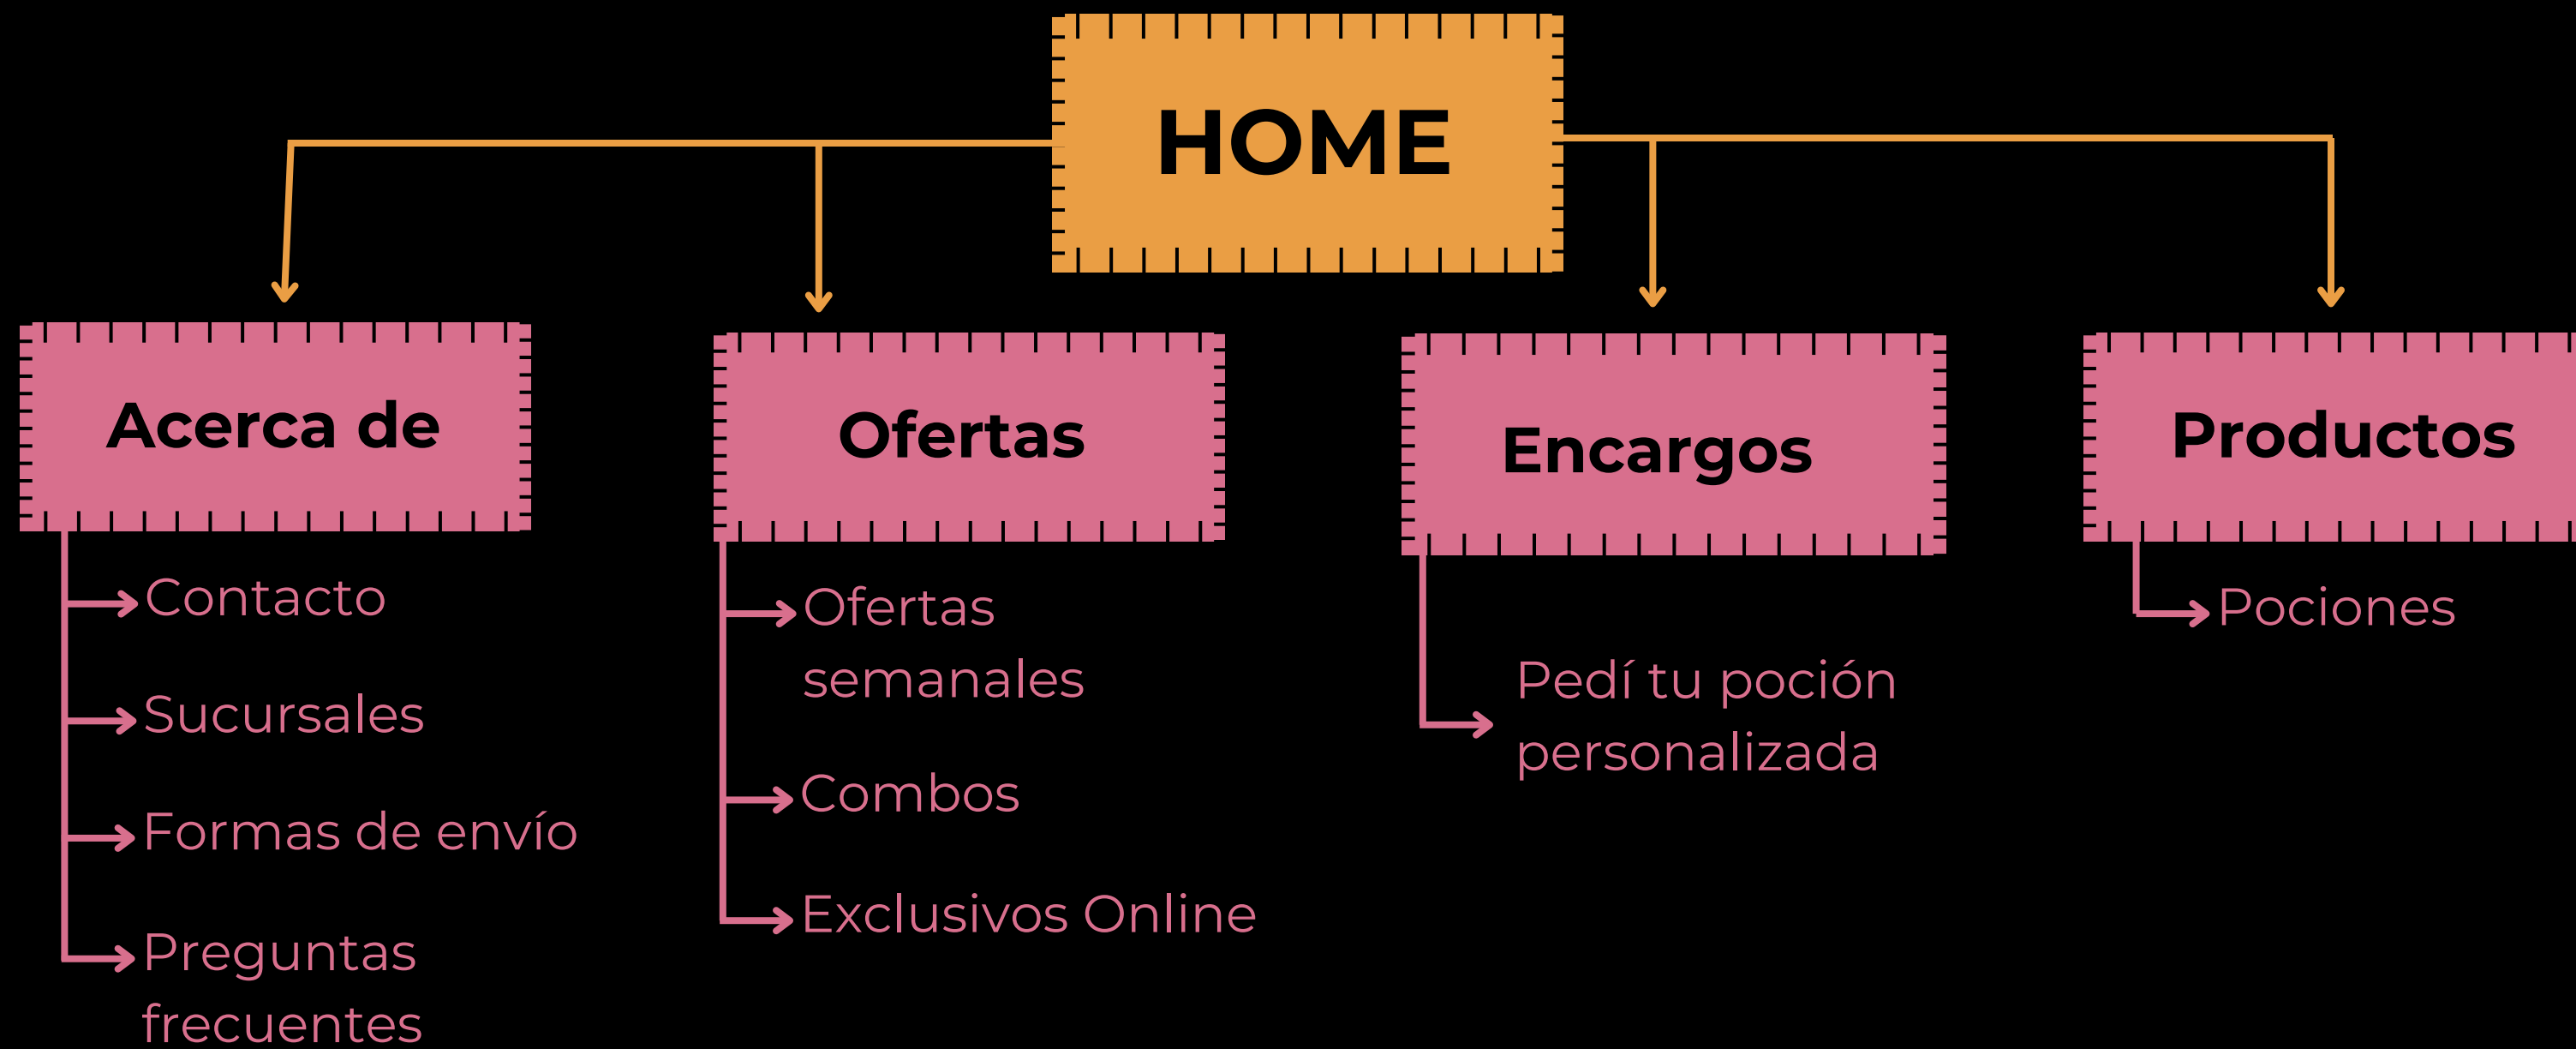 HOME
Acerca de
Contacto
Sucursales
Formas de envío
Preguntas
frecuentes
Ofertas
Ofertas
semanales
Combos
Exclusivos Online
Encargos
Pedí tu poción
personalizada
Productos
Pociones